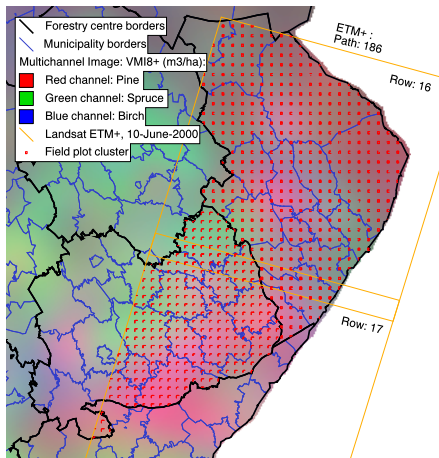 Forestry centre borders
Municipality borders
Multichannel Image: VMI8+ (m3/ha):
Red channel: Pine
Green channel: Spruce
Blue channel: Birch
Landsat ETM+, 10-June-2000
Field plot cluster
ETM+ :
Path: 186
Row: 16
Row: 17